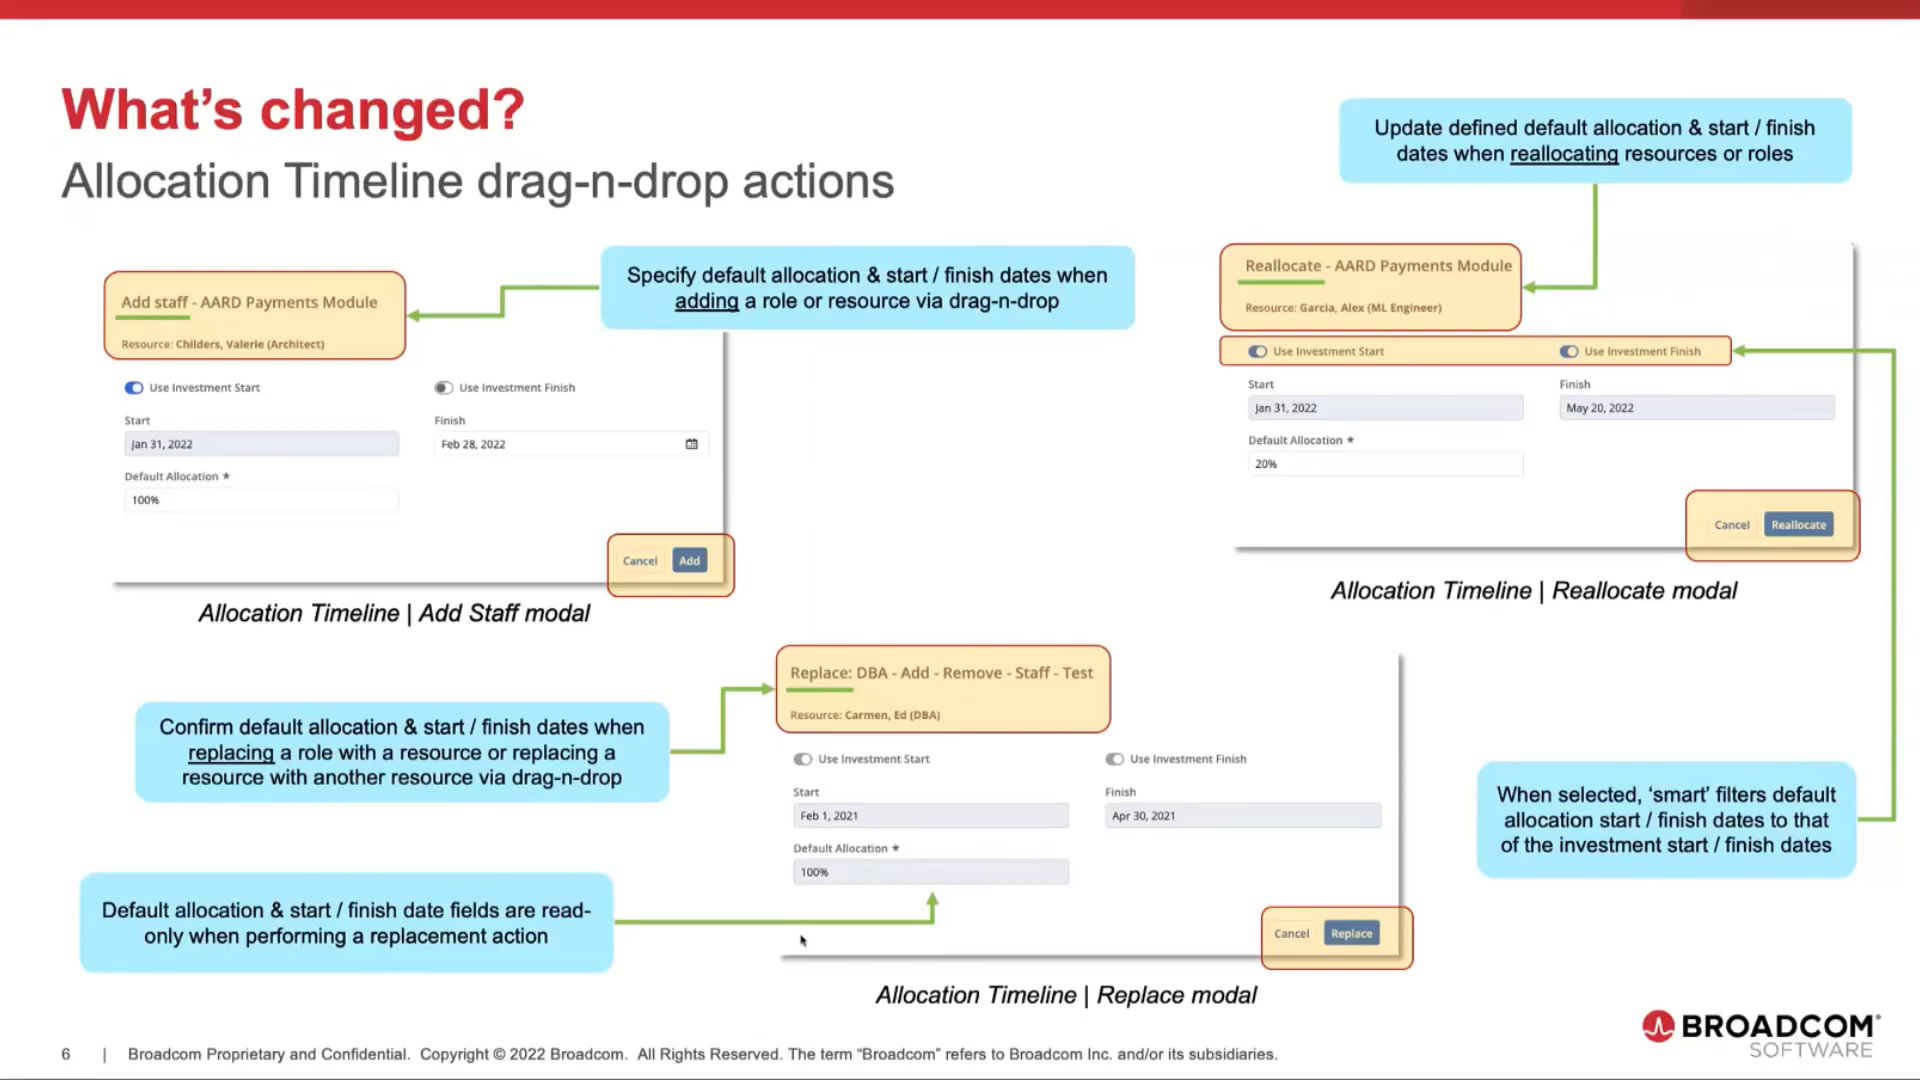 What's changed?
Allocation Timeline drag-n-drop actions
Update defined default allocation & start / finish
dates when reallocating resources or roles
Specify default allocation & start / finish dates when
adding a role or resource via drag-n-drop
Add staff - AARD Payments Module
Resource: Childers, Valerie (Architect)
Use Investment Start
Use Investment Finish
Start
Finish
Jan 31, 2022
Feb 28, 2022
Default Allocation *
100%
Cancel
Add
Allocation Timeline | Add Staff modal
Reallocate - AARD Payments Module
Resource: Garcia, Alex (ML Engineer)
Use Investment Start
Use Investment Finish
Start
Finish
Jan 31, 2022
May 20, 2022
Default Allocation *
20%
Cancel
Reallocate
Allocation Timeline | Reallocate modal
Confirm default allocation & start / finish dates when
replacing a role with a resource or replacing a
resource with another resource via drag-n-drop
Replace: DBA - Add - Remove - Staff - Test
Resource: Carmen, Ed (DBA)
Use Investment Start
Use Investment Finish
Start
Finish
Feb 1, 2021
Apr 30, 2021
Default Allocation *
100%
Cancel
Replace
Allocation Timeline | Replace modal
When selected, 'smart' filters default
allocation start / finish dates to that
of the investment start / finish dates
Default allocation & start / finish date fields are read-
only when performing a replacement action
BROADCOM®
SOFTWARE
6 | Broadcom Proprietary and Confidential. Copyright © 2022 Broadcom. All Rights Reserved. The term “Broadcom” refers to Broadcom Inc. and/or its subsidiaries.